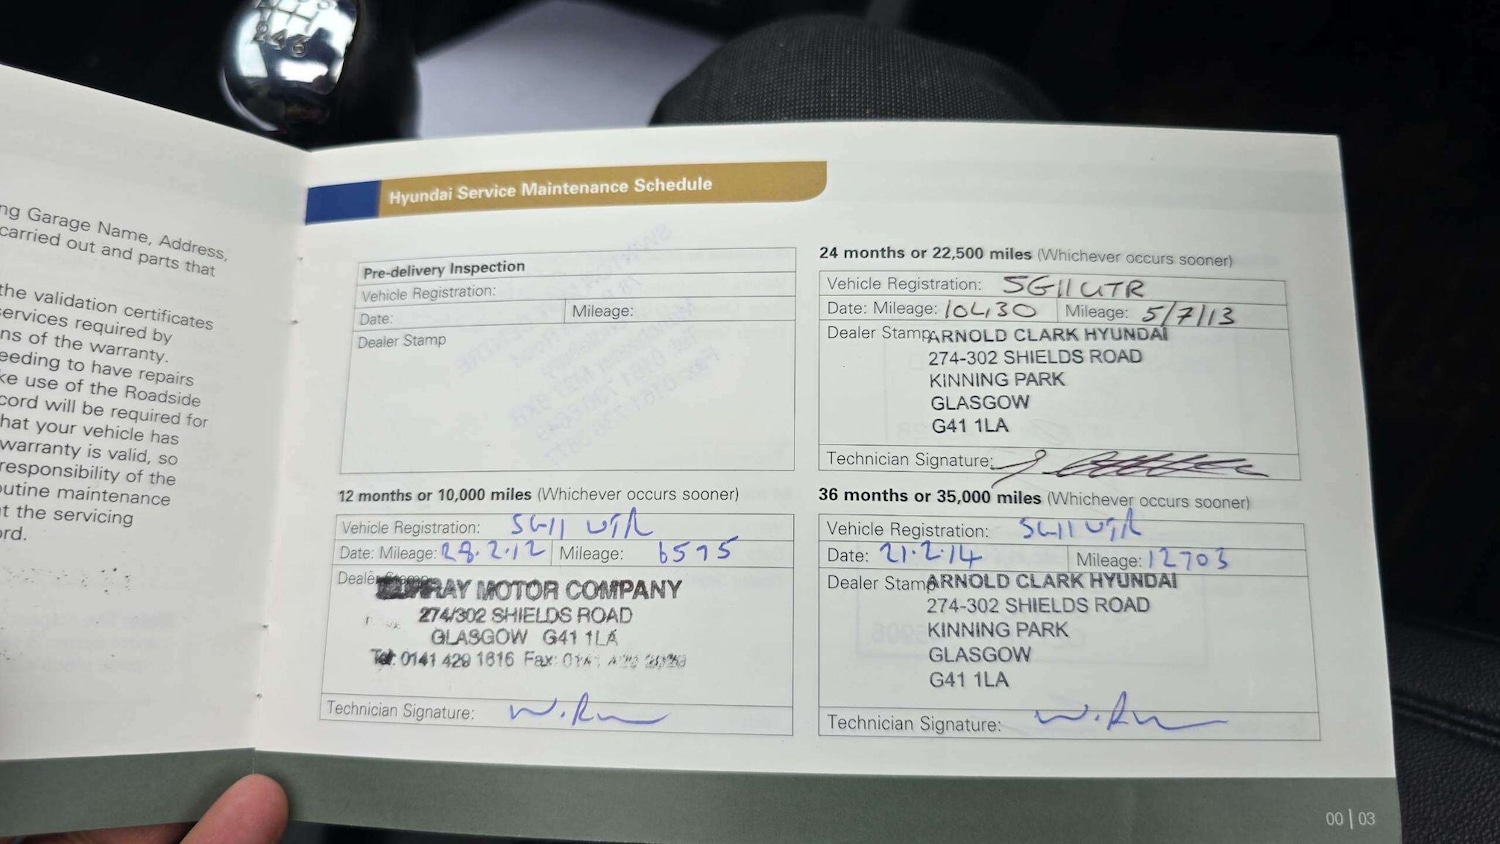 246
ng Garage Name, Address,
carried out and parts that
the validation certificates
ervices required by
ns of the warranty.
eeding to have repairs
ke use of the Roadside
cord will be required for
hat your vehicle has
warranty is valid, so
responsibility of the
outine maintenance
t the servicing
ord.
Hyundai Service Maintenance Schedule
Pre-delivery Inspection
Vehicle Registration:
Date: Mileage:
Dealer Stamp
12 months or 10,000 miles (Whichever occurs sooner)
Vehicle Registration: SG11 UTR
Date: Mileage: 28.2.12 Mileage: 6575
Dealer Stamp
RAY MOTOR COMPANY
274/302 SHIELDS ROAD
GLASGOW G41 1LA
Tel: 0141 429 1616 Fax:
Technician Signature: W.
24 months or 22,500 miles (Whichever occurs sooner)
Vehicle Registration: SG11 UTR
Date: Mileage: 10430 Mileage: 5/7/13
Dealer Stamp ARNOLD CLARK HYUNDAI
274-302 SHIELDS ROAD
KINNING PARK
GLASGOW
G41 1LA
Technician Signature:
36 months or 35,000 miles (Whichever occurs sooner)
Vehicle Registration: SG11 UTR
Date: 21.2.14 Mileage: 12703
Dealer Stamp ARNOLD CLARK HYUNDAI
274-302 SHIELDS ROAD
KINNING PARK
GLASGOW
G41 1LA
Technician Signature: W.
00 | 03